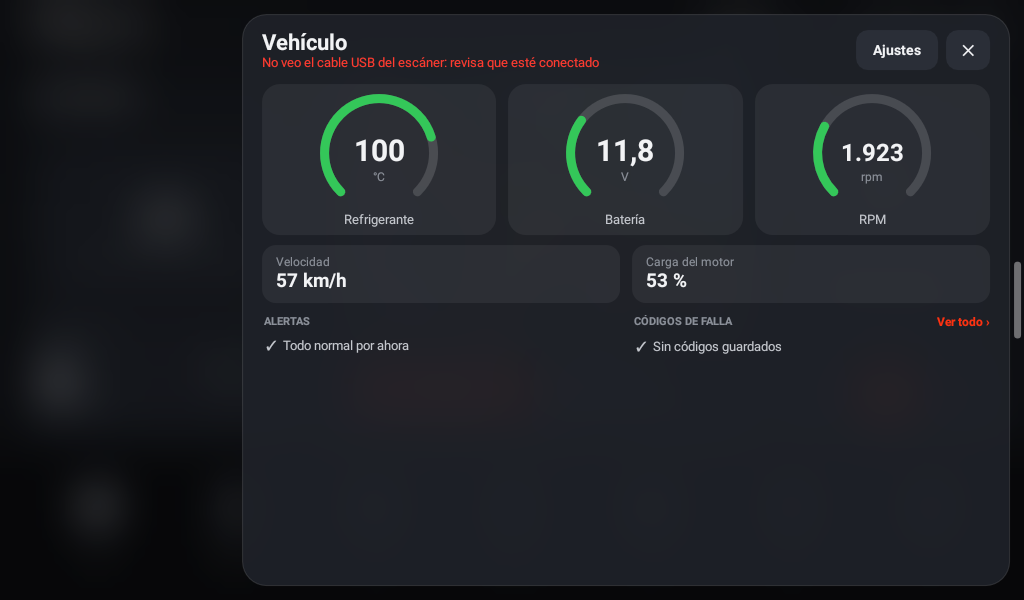 Vehículo
No veo el cable USB del escáner: revisa que esté conectado
Ajustes
100
°C
Refrigerante
11,8
V
Batería
1.923
rpm
RPM
Velocidad
57 km/h
Carga del motor
53 %
ALERTAS
✓ Todo normal por ahora
CÓDIGOS DE FALLA
Ver todo ›
✓ Sin códigos guardados